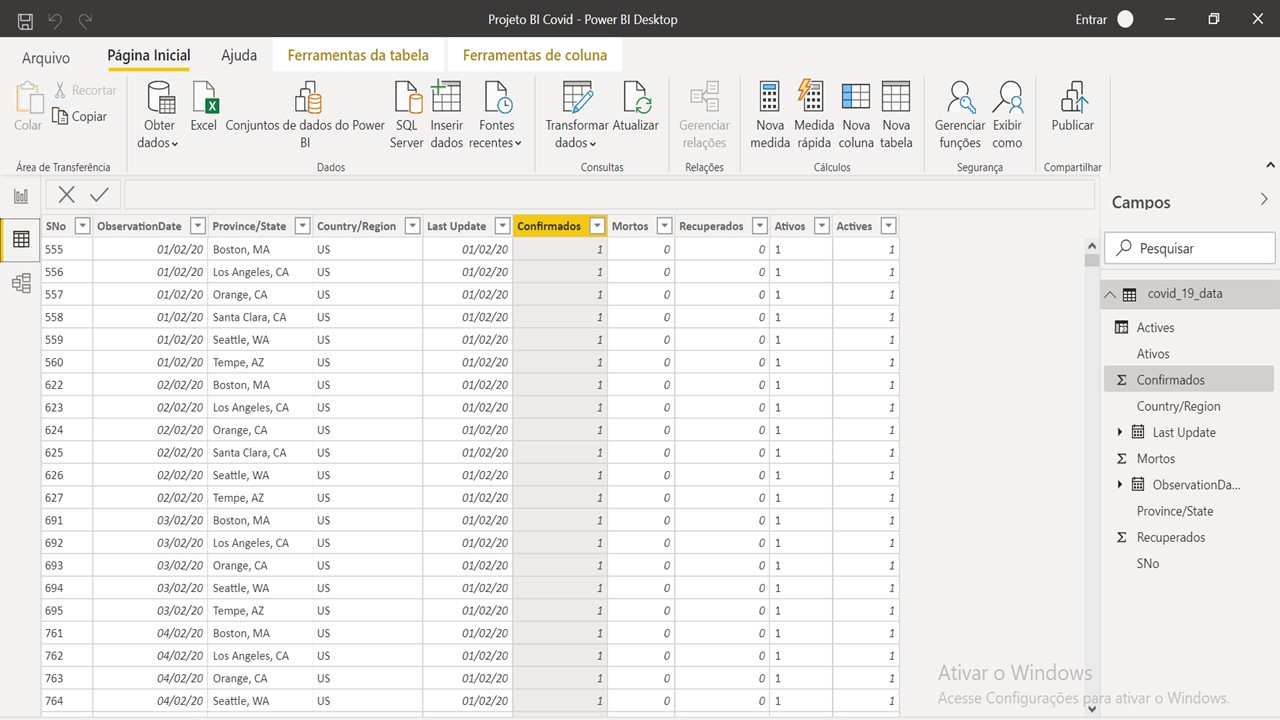 Projeto BI Covid - Power BI Desktop
Entrar
Arquivo Página Inicial Ajuda Ferramentas da tabela Ferramentas de coluna
Colar
Recortar
Copiar
Área de Transferência
Obter dados
Excel
Conjuntos de dados do Power BI
SQL Server
Inserir dados
Fontes recentes
Dados
Transformar dados
Atualizar
Consultas
Gerenciar relações
Relações
Nova medida
Medida rápida
Nova coluna
Nova tabela
Cálculos
Gerenciar funções
Exibir como
Segurança
Publicar
Compartilhar
SNo ObservationDate Province/State Country/Region Last Update Confirmados Mortos Recuperados Ativos Actives
555 01/02/20 Boston, MA US 01/02/20 1 0 0 1 1
556 01/02/20 Los Angeles, CA US 01/02/20 1 0 0 1 1
557 01/02/20 Orange, CA US 01/02/20 1 0 0 1 1
558 01/02/20 Santa Clara, CA US 01/02/20 1 0 0 1 1
559 01/02/20 Seattle, WA US 01/02/20 1 0 0 1 1
560 01/02/20 Tempe, AZ US 01/02/20 1 0 0 1 1
622 02/02/20 Boston, MA US 01/02/20 1 0 0 1 1
623 02/02/20 Los Angeles, CA US 01/02/20 1 0 0 1 1
624 02/02/20 Orange, CA US 01/02/20 1 0 0 1 1
625 02/02/20 Santa Clara, CA US 01/02/20 1 0 0 1 1
626 02/02/20 Seattle, WA US 01/02/20 1 0 0 1 1
627 02/02/20 Tempe, AZ US 01/02/20 1 0 0 1 1
691 03/02/20 Boston, MA US 01/02/20 1 0 0 1 1
692 03/02/20 Los Angeles, CA US 01/02/20 1 0 0 1 1
693 03/02/20 Orange, CA US 01/02/20 1 0 0 1 1
694 03/02/20 Seattle, WA US 01/02/20 1 0 0 1 1
695 03/02/20 Tempe, AZ US 01/02/20 1 0 0 1 1
761 04/02/20 Boston, MA US 01/02/20 1 0 0 1 1
762 04/02/20 Los Angeles, CA US 01/02/20 1 0 0 1 1
763 04/02/20 Orange, CA US 01/02/20 1 0 0 1 1
764 04/02/20 Seattle, WA US 01/02/20 1 0 0 1 1
Campos
Pesquisar
covid_19_data
Actives
Ativos
Σ Confirmados
Country/Region
Last Update
Σ Mortos
ObservationDa...
Province/State
Σ Recuperados
SNo
Ativar o Windows
Acesse Configurações para ativar o Windows.